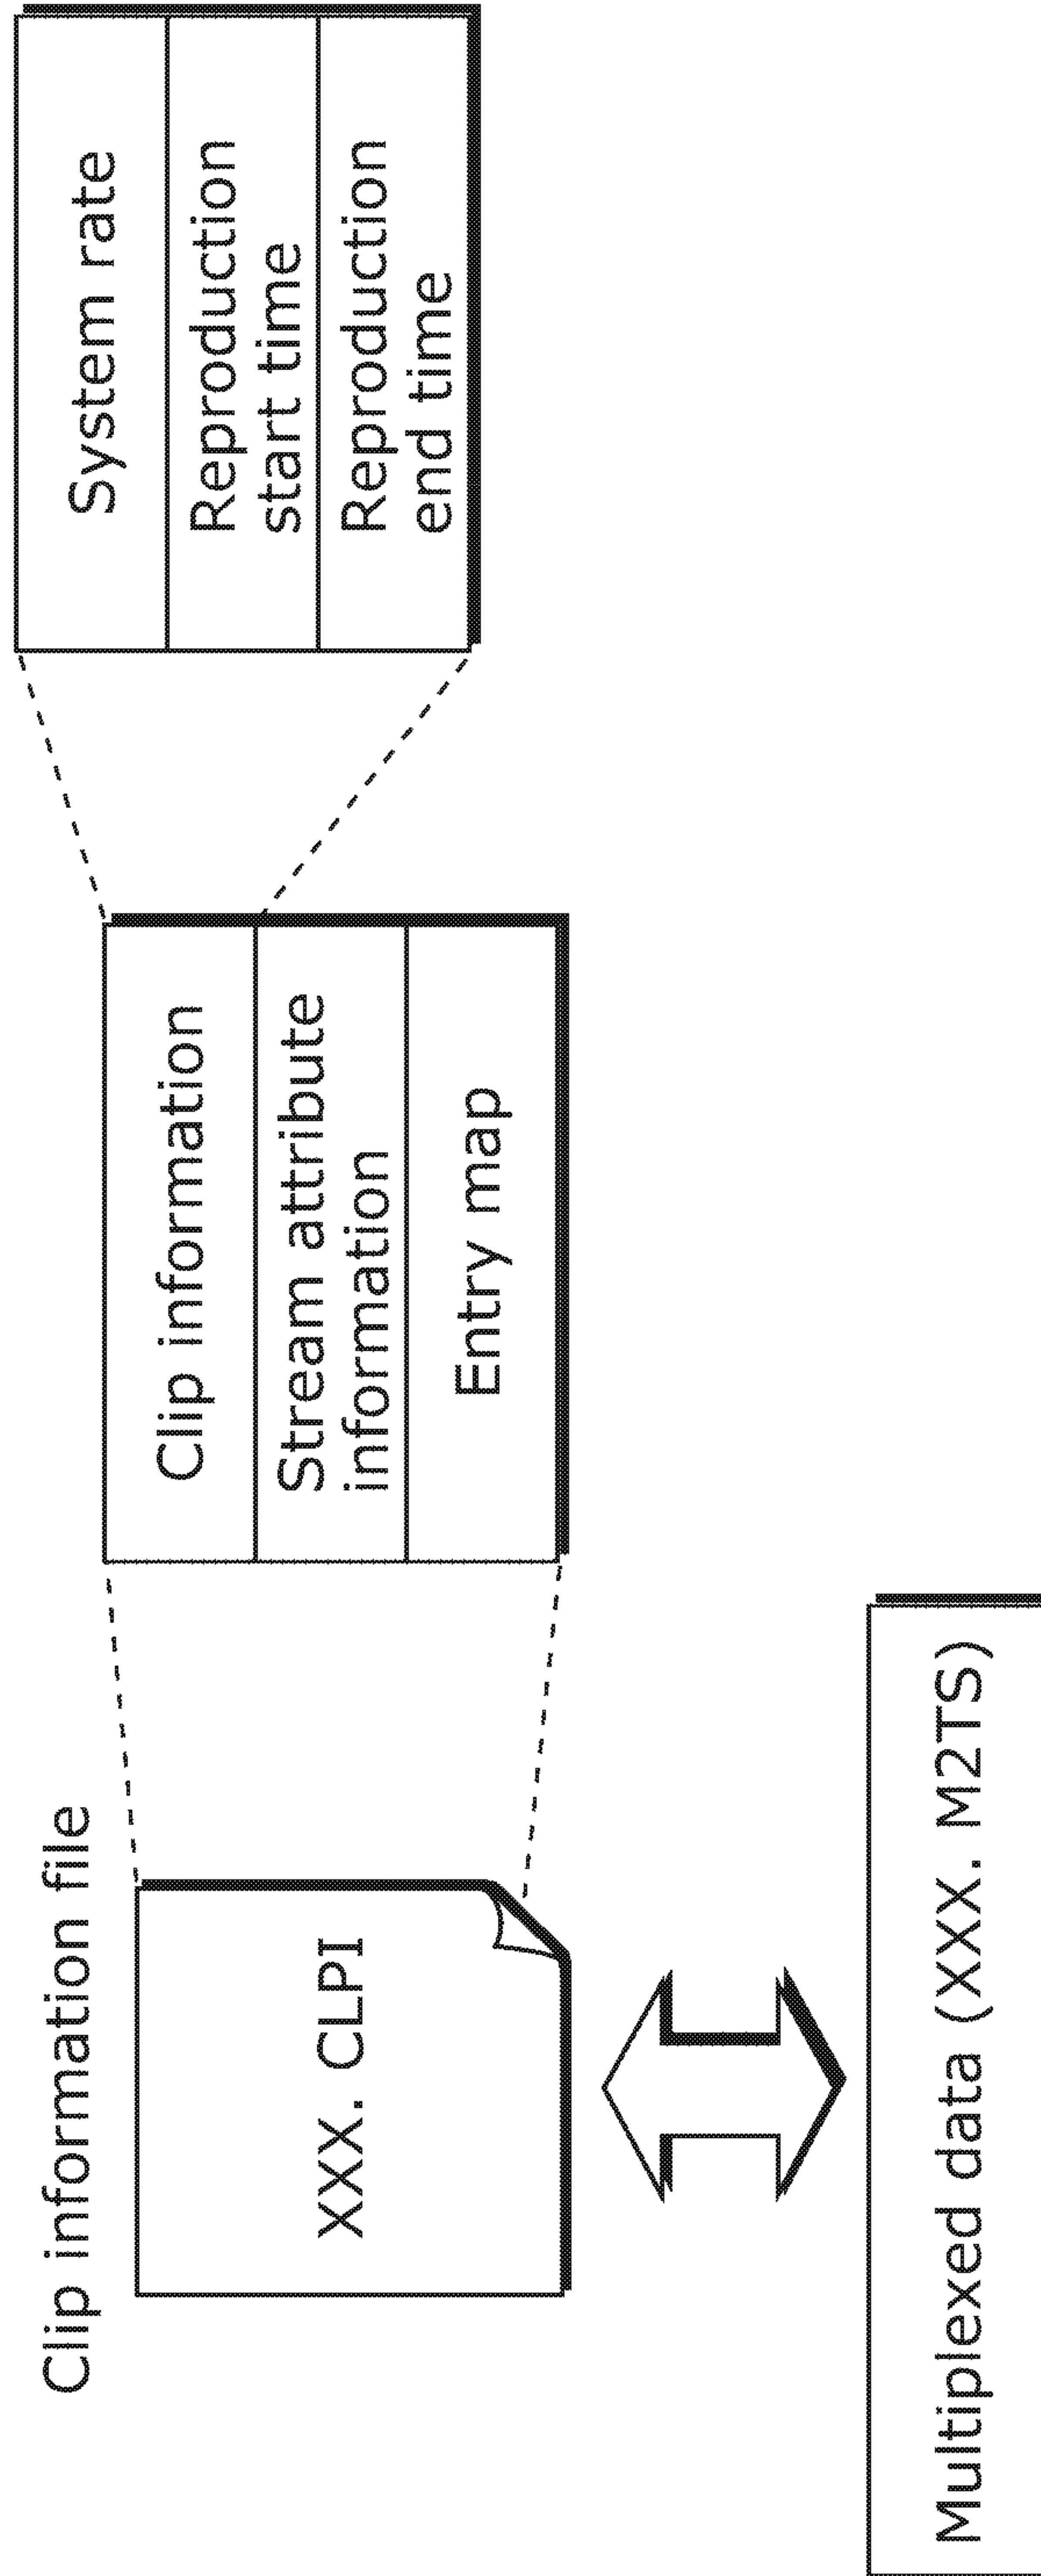 Clip information file
XXX. CLPI
Multiplexed data (XXX. M2TS)
Clip information
Stream attribute
information
Entry map
System rate
Reproduction
start time
Reproduction
end time